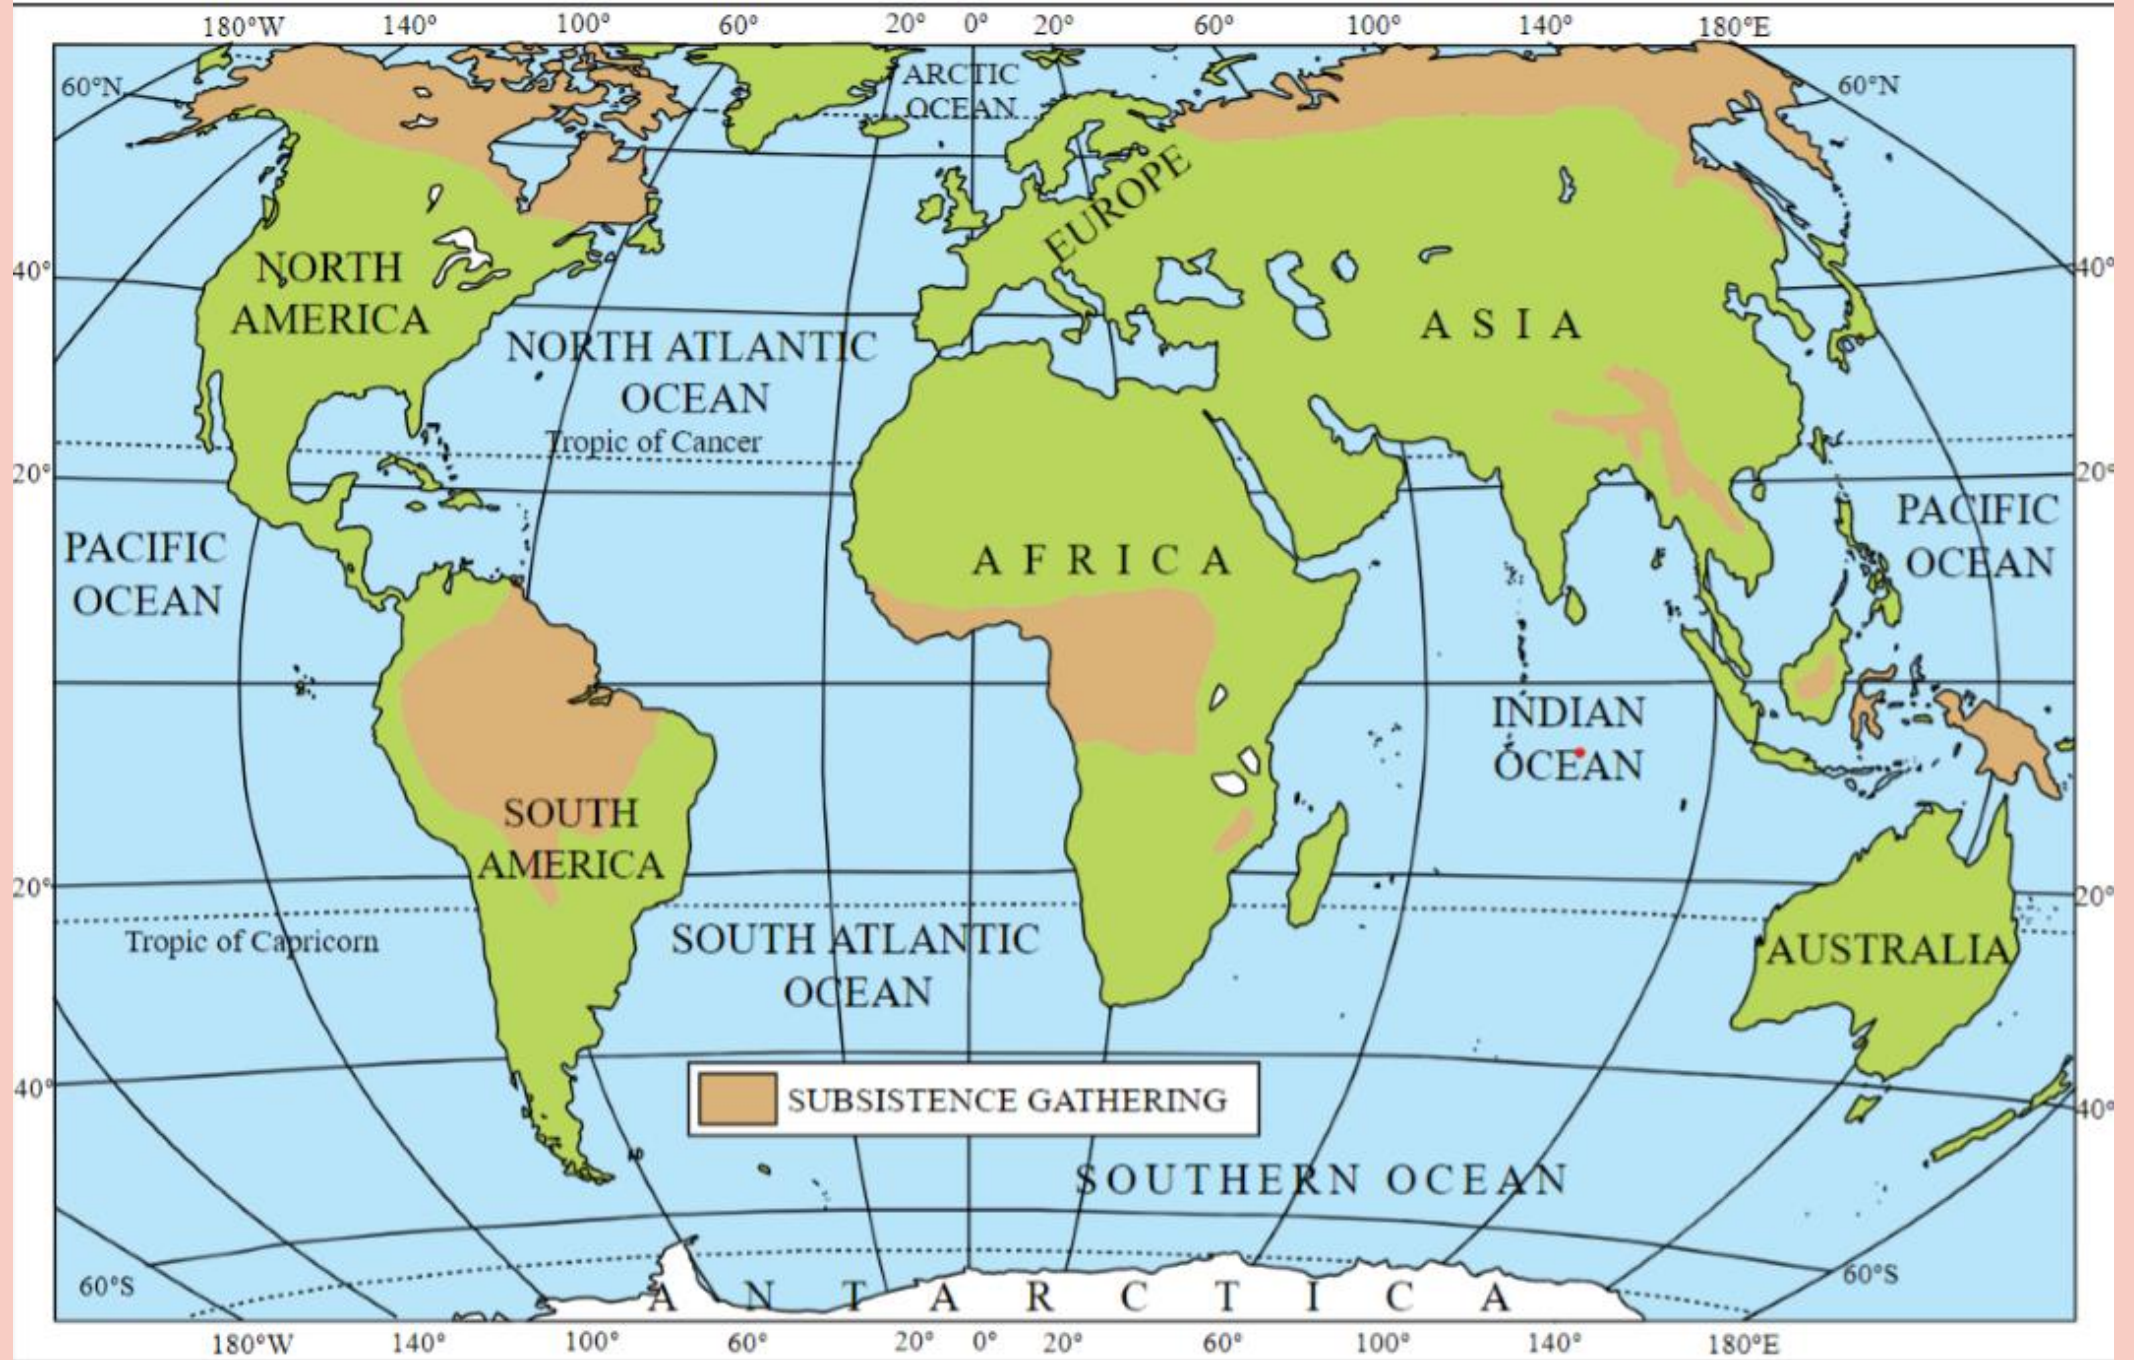 180°W 140° 100° 60° 20° 0° 20° 60° 100° 140° 180°E
60°N
ARCTIC
OCEAN
60°N
EUROPE
40°
NORTH
AMERICA
40°
ASIA
NORTH ATLANTIC
OCEAN
Tropic of Cancer
20°
20°
PACIFIC
OCEAN
AFRICA
PACIFIC
OCEAN
INDIAN
OCEAN
SOUTH
AMERICA
20°
20°
Tropic of Capricorn
SOUTH ATLANTIC
OCEAN
AUSTRALIA
40°
SUBSISTENCE GATHERING
40°
SOUTHERN OCEAN
60°S
60°S
ANTARCTICA
180°W 140° 100° 60° 20° 0° 20° 60° 100° 140° 180°E